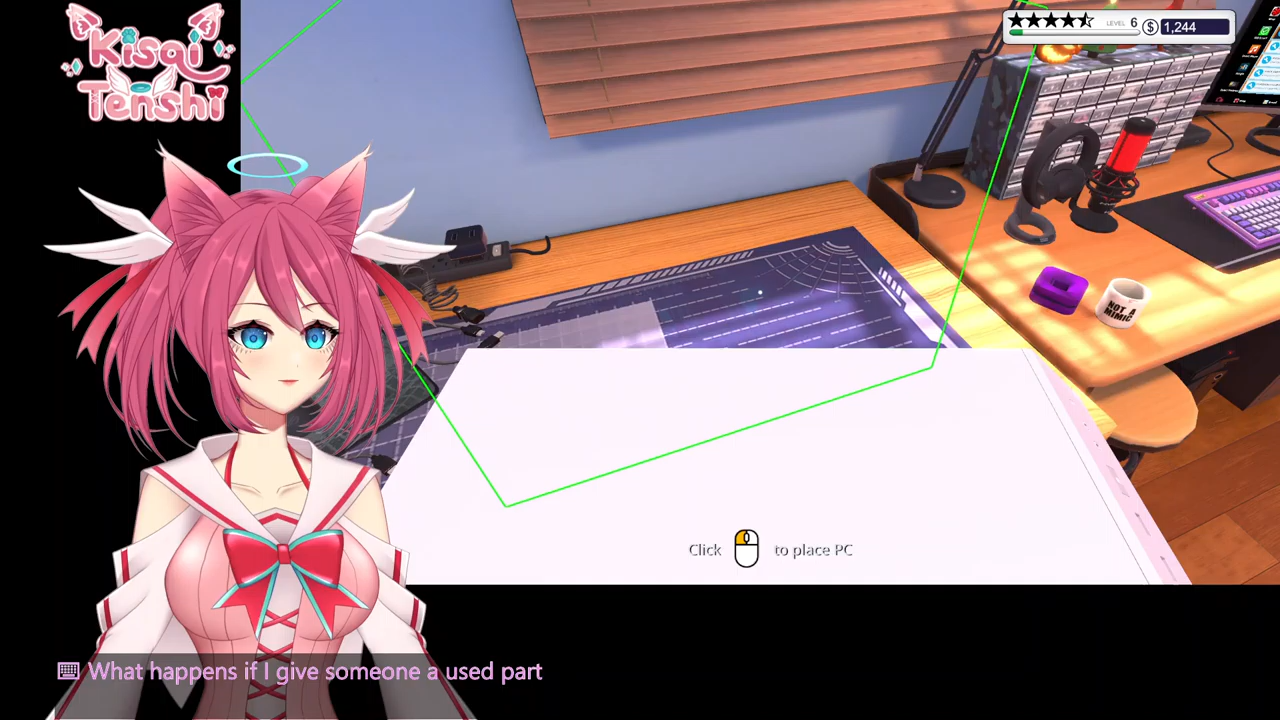 Kisai
Tenshi
LEVEL 6
$ 1,244
NOT A
MIMIC
Click to place PC
What happens if I give someone a used part